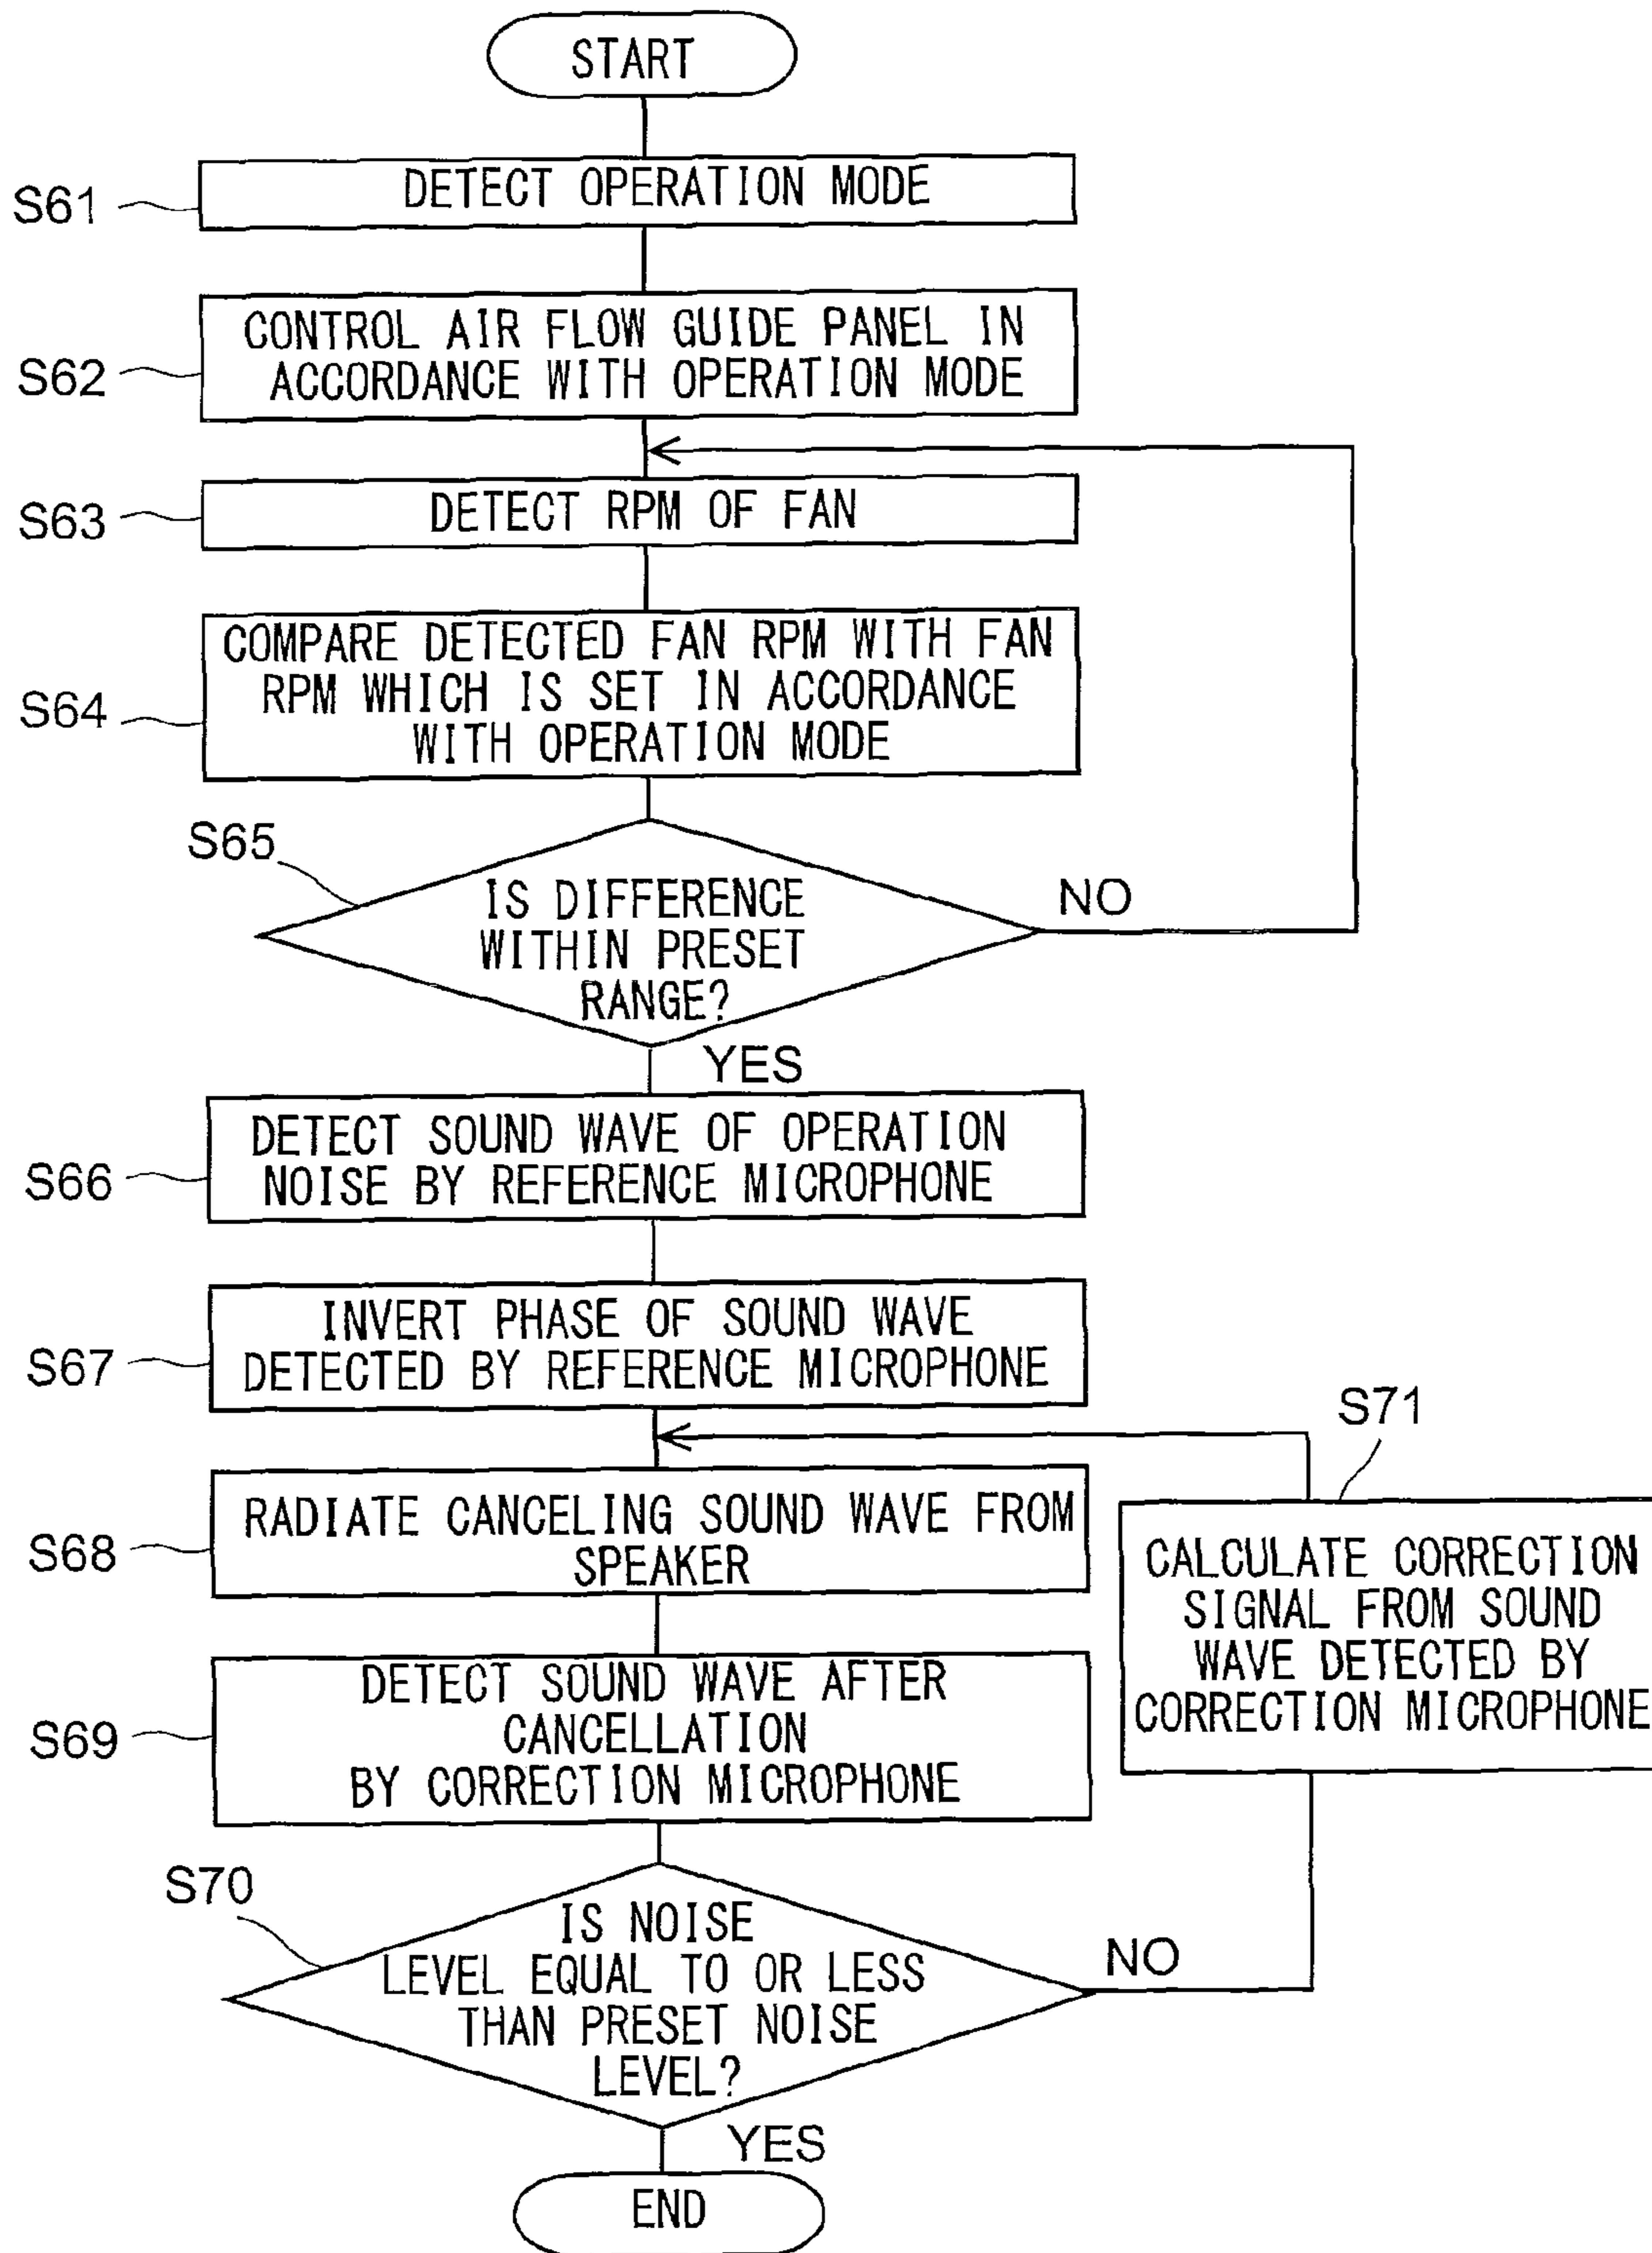 START
S61
DETECT OPERATION MODE
S62
CONTROL AIR FLOW GUIDE PANEL IN
ACCORDANCE WITH OPERATION MODE
S63
DETECT RPM OF FAN
S64
COMPARE DETECTED FAN RPM WITH FAN
RPM WHICH IS SET IN ACCORDANCE
WITH OPERATION MODE
S65
IS DIFFERENCE
WITHIN PRESET
RANGE?
NO
YES
S66
DETECT SOUND WAVE OF OPERATION
NOISE BY REFERENCE MICROPHONE
S67
INVERT PHASE OF SOUND WAVE
DETECTED BY REFERENCE MICROPHONE
S68
RADIATE CANCELING SOUND WAVE FROM
SPEAKER
S69
DETECT SOUND WAVE AFTER
CANCELLATION
BY CORRECTION MICROPHONE
S70
IS NOISE
LEVEL EQUAL TO OR LESS
THAN PRESET NOISE
LEVEL?
NO
S71
CALCULATE CORRECTION
SIGNAL FROM SOUND
WAVE DETECTED BY
CORRECTION MICROPHONE
YES
END